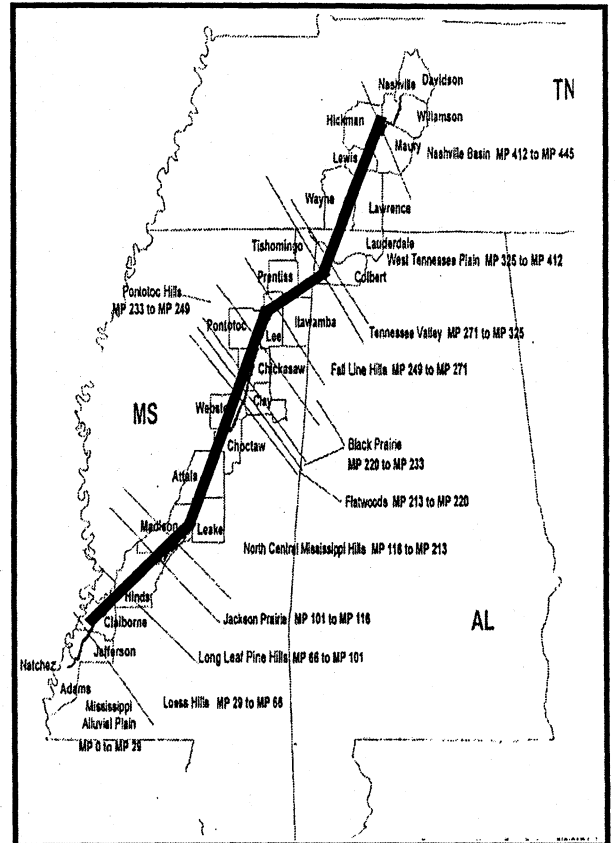 TN
Davidson
Nashville
Williamson
Hickman
Maury
Nashville Basin MP 412 to MP 445
Lewis
Wayne
Lawrence
Lauderdale
Tishomingo
West Tennessee Plain MP 325 to MP 412
Colbert
Prentiss
Pontotoc Hills
MP 233 to MP 249
Itawamba
Pontotoc
Lee
Tennessee Valley MP 271 to MP 325
Chickasaw
Fall Line Hills MP 249 to MP 271
MS
Webster
Clay
Choctaw
Black Prairie
MP 220 to MP 233
Attala
Flatwoods MP 213 to MP 220
Madison
Leake
North Central Mississippi Hills MP 116 to MP 213
Hinds
Jackson Prairie MP 101 to MP 116
AL
Claiborne
Jefferson
Long Leaf Pine Hills MP 66 to MP 101
Natchez
Adams
Loess Hills MP 29 to MP 66
Mississippi
Alluvial Plain
MP 0 to MP 29